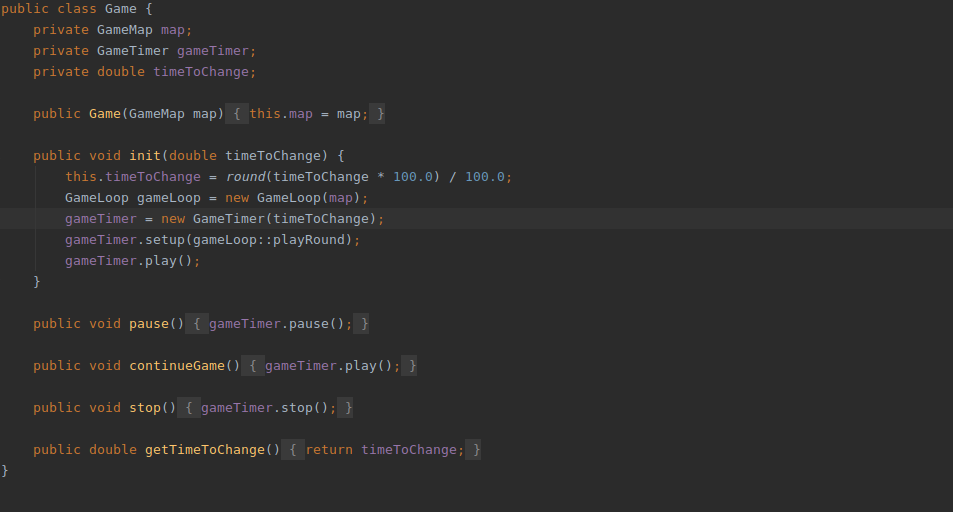 public class Game {
    private GameMap map;
    private GameTimer gameTimer;
    private double timeToChange;
    public Game(GameMap map) { this.map = map; }
    public void init(double timeToChange) {
        this.timeToChange = round(timeToChange * 100.0) / 100.0;
        GameLoop gameLoop = new GameLoop(map);
        gameTimer = new GameTimer(timeToChange);
        gameTimer.setup(gameLoop::playRound);
        gameTimer.play();
    }
    public void pause() { gameTimer.pause(); }
    public void continueGame() { gameTimer.play(); }
    public void stop() { gameTimer.stop(); }
    public double getTimeToChange() { return timeToChange; }
}